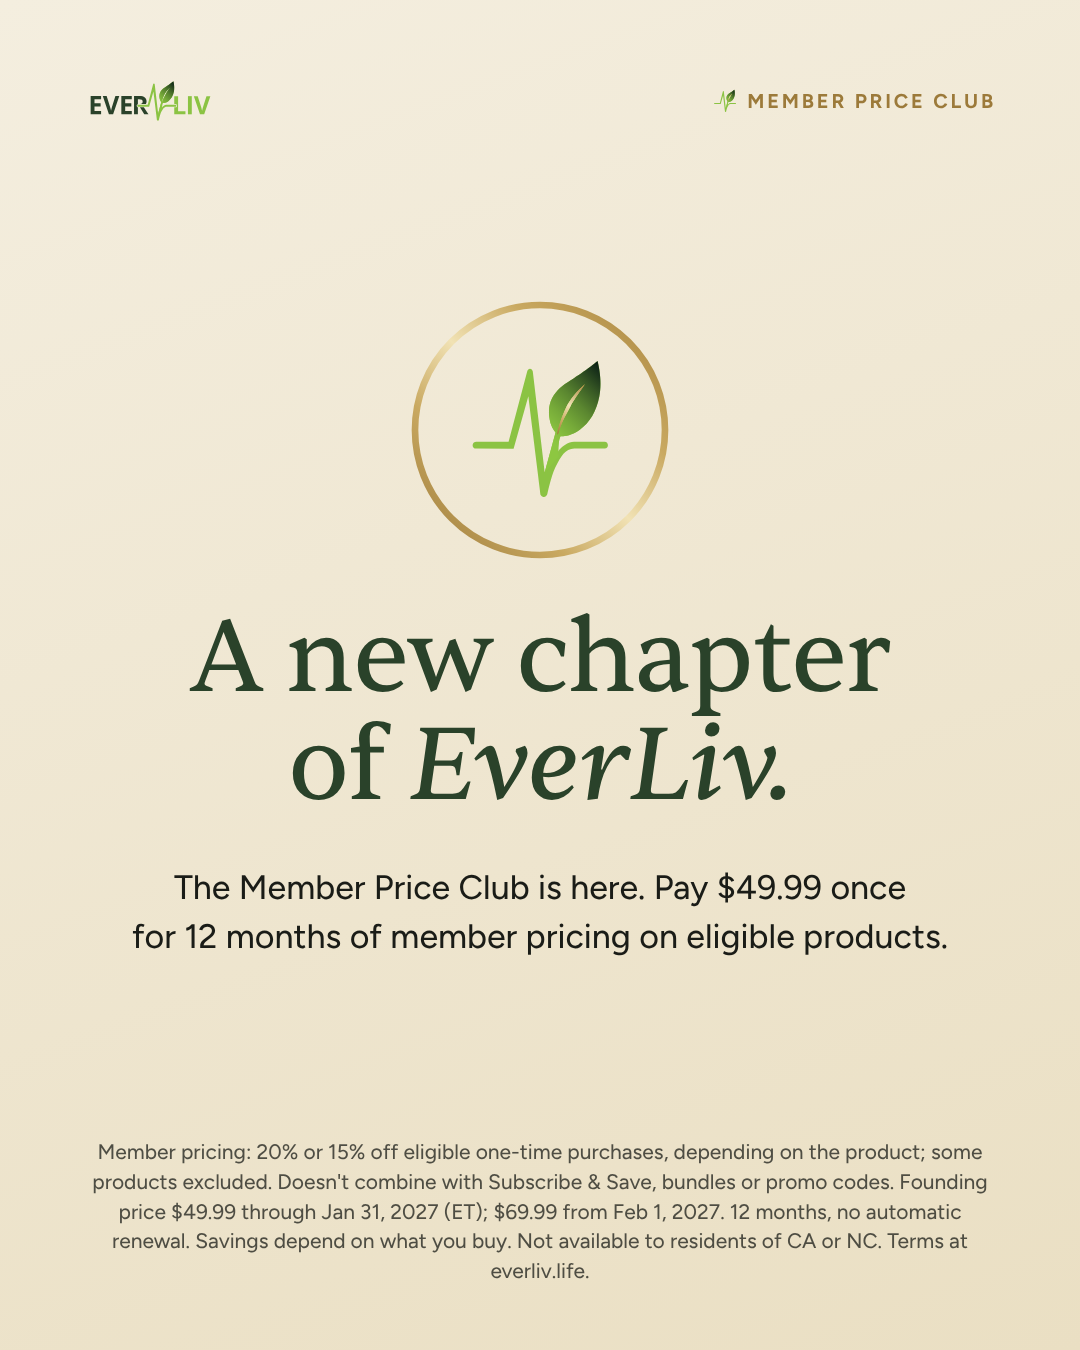 EVERLIV
MEMBER PRICE CLUB
A new chapter
of EverLiv.
The Member Price Club is here. Pay $49.99 once
for 12 months of member pricing on eligible products.
Member pricing: 20% or 15% off eligible one-time purchases, depending on the product; some
products excluded. Doesn't combine with Subscribe & Save, bundles or promo codes. Founding
price $49.99 through Jan 31, 2027 (ET); $69.99 from Feb 1, 2027. 12 months, no automatic
renewal. Savings depend on what you buy. Not available to residents of CA or NC. Terms at
everliv.life.